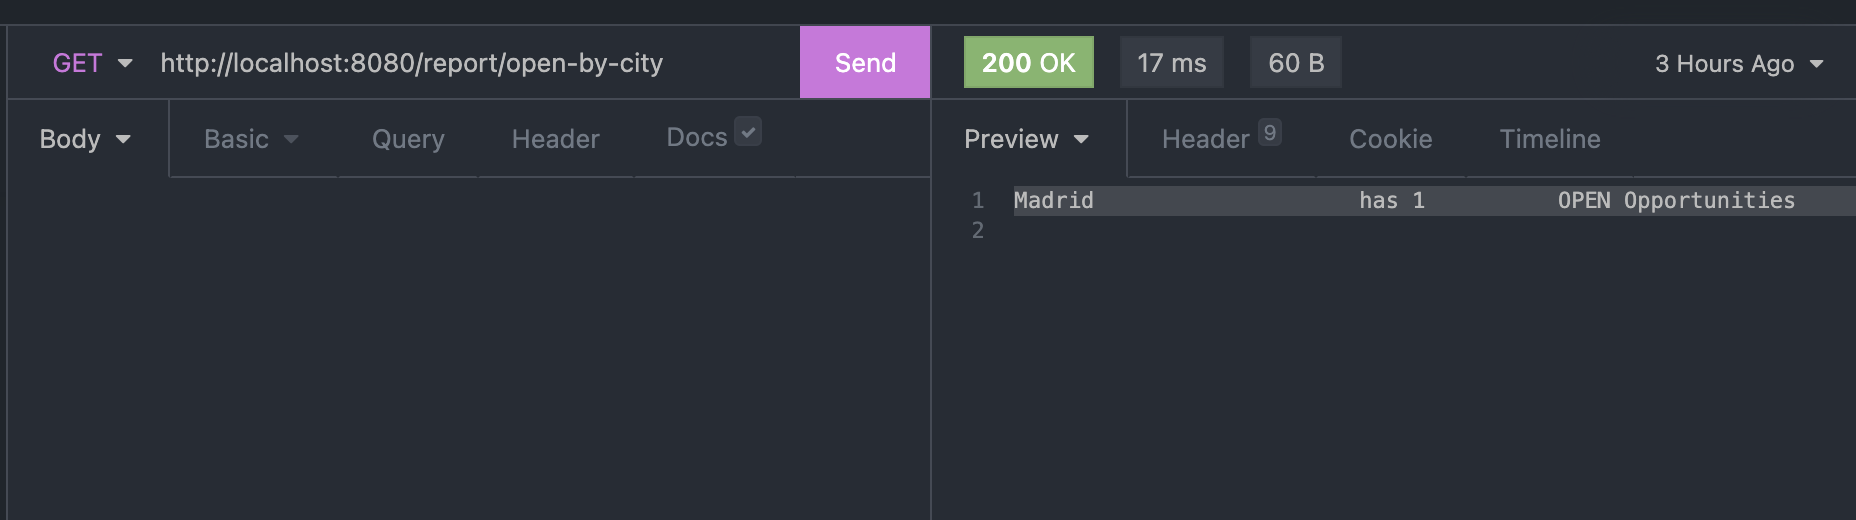 GET http://localhost:8080/report/open-by-city Send 200 OK 17 ms 60 B 3 Hours Ago
Body Basic Query Header Docs Preview Header 9 Cookie Timeline
1 Madrid has 1 OPEN Opportunities
2